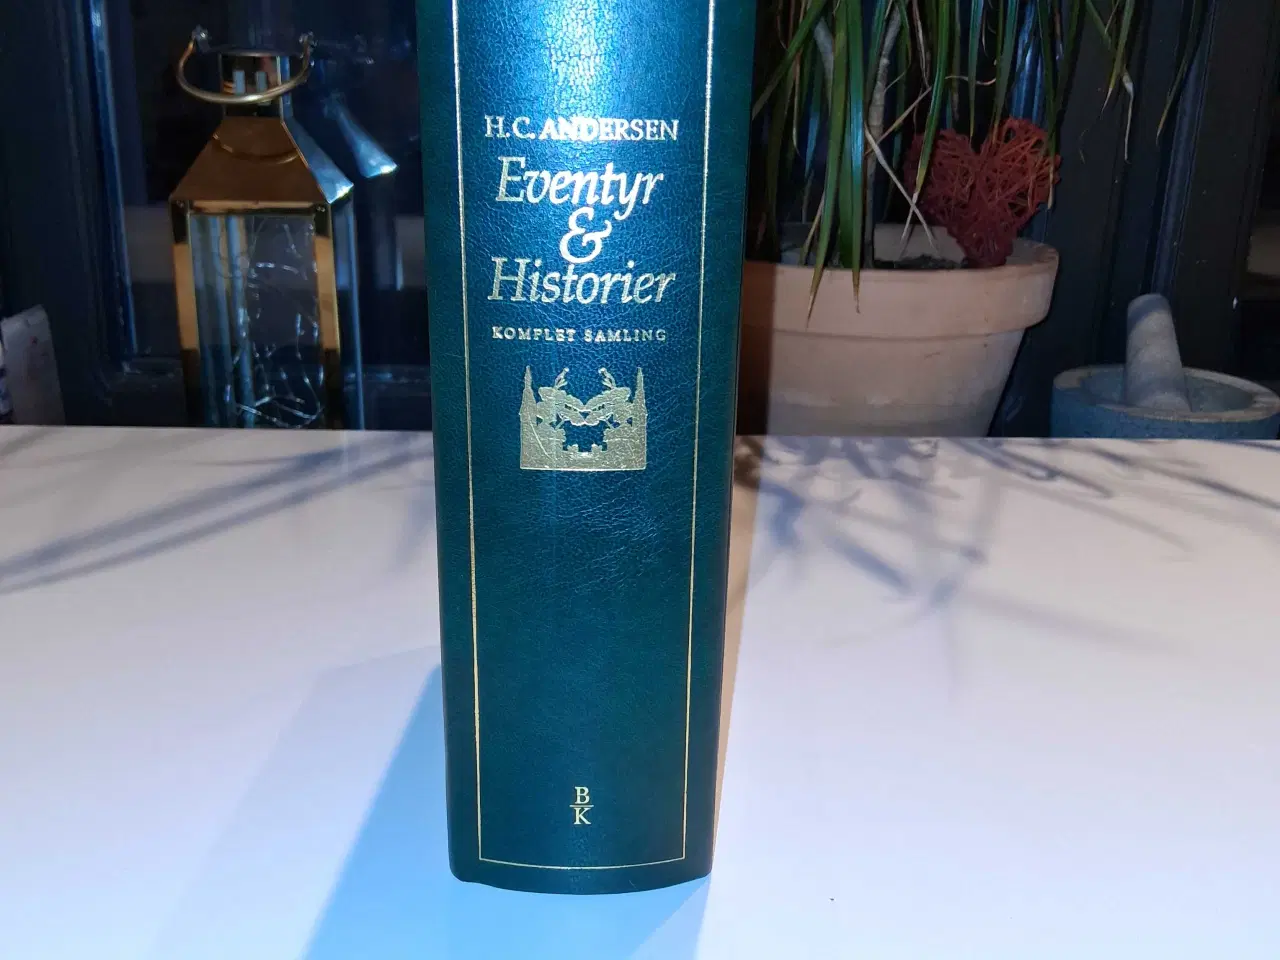 H.C. ANDERSEN
Eventyr
&
Historier
KOMPLET SAMLING
B
K